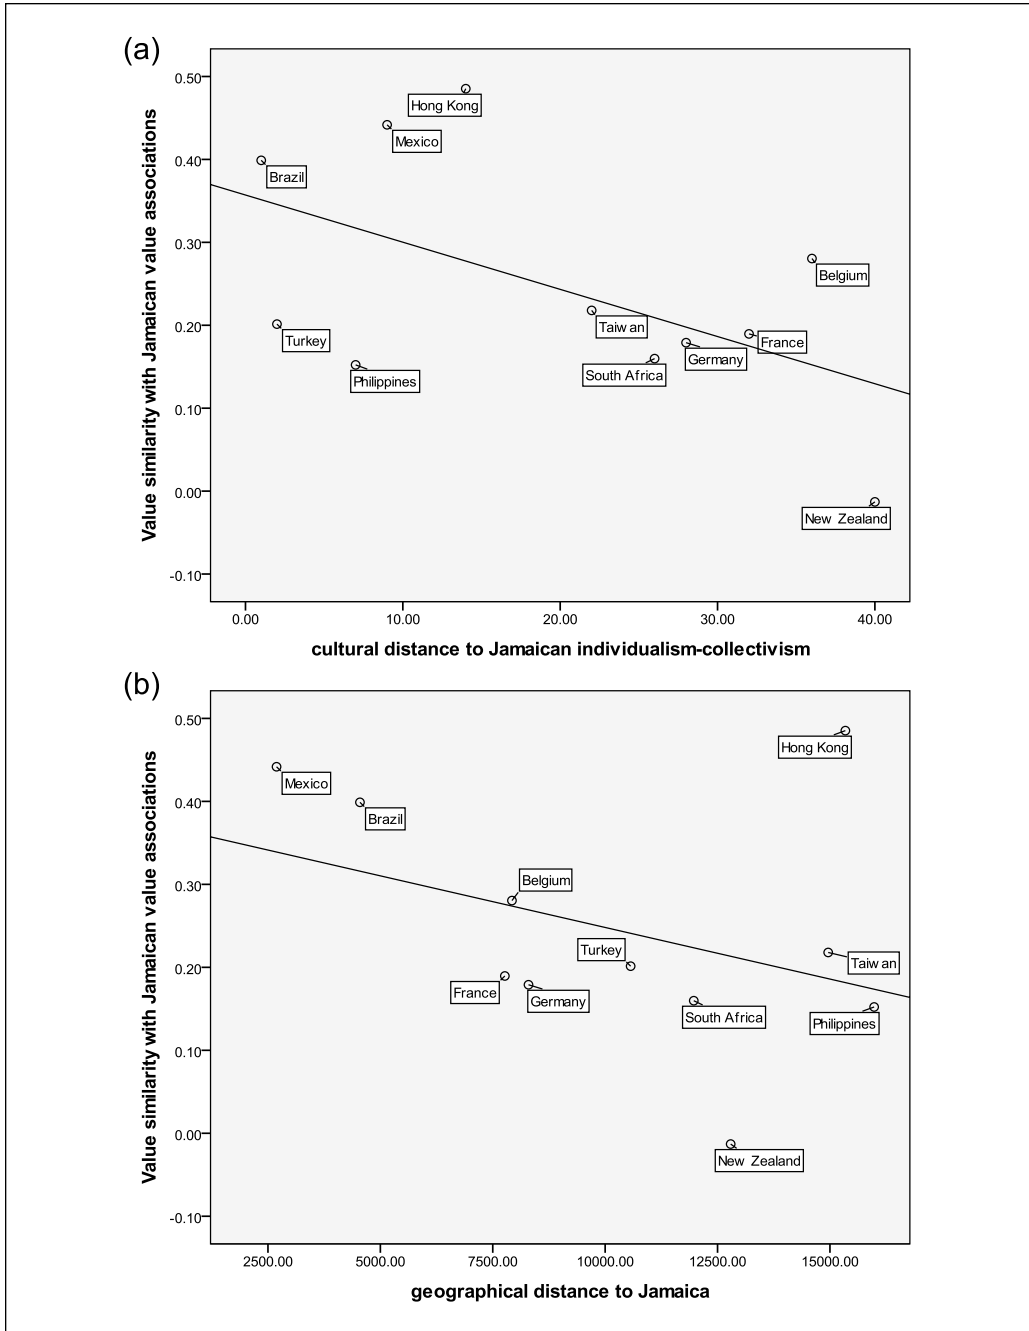 (a)
Value similarity with Jamaican value associations
0.50
0.40
0.30
0.20
0.10
0.00
-0.10
Hong Kong
Mexico
Brazil
Belgium
Taiwan
Turkey
France
Germany
South Africa
Philippines
New Zealand
0.00 10.00 20.00 30.00 40.00
cultural distance to Jamaican individualism-collectivism
(b)
Value similarity with Jamaican value associations
0.50
0.40
0.30
0.20
0.10
0.00
-0.10
Hong Kong
Mexico
Brazil
Belgium
Turkey
Taiwan
France
Germany
South Africa
Philippines
New Zealand
2500.00 5000.00 7500.00 10000.00 12500.00 15000.00
geographical distance to Jamaica